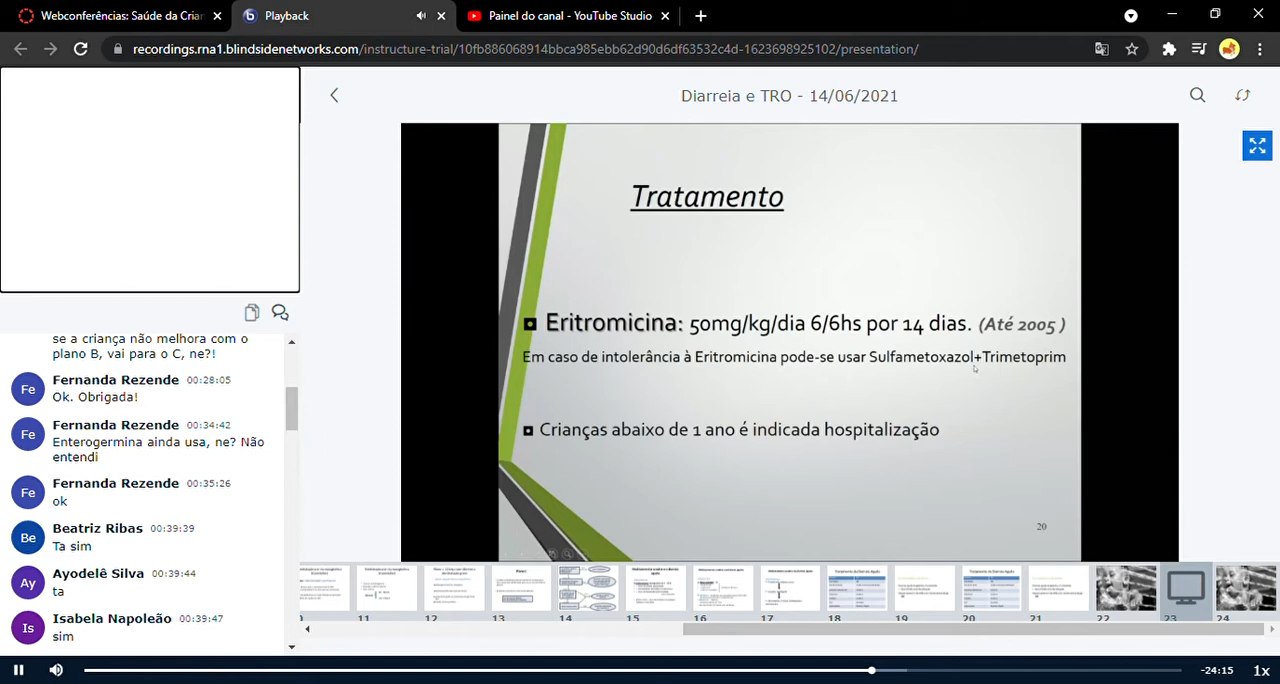 Webconferências: Saúde da Crian
Playback
Painel do canal - YouTube Studio
recordings.rna1.blindsidenetworks.com/instructure-trial/10fb886068914bbca985ebb62d90d6df63532c4d-1623698925102/presentation/
Diarreia e TRO - 14/06/2021
se a criança não melhora com o
plano B, vai para o C, ne?!
Fe
Fernanda Rezende 00:28:05
Ok. Obrigada!
Fe
Fernanda Rezende 00:34:42
Enterogermina ainda usa, ne? Não
entendi
Fe
Fernanda Rezende 00:35:26
ok
Be
Beatriz Ribas 00:39:39
Ta sim
Ay
Ayodelê Silva 00:39:44
ta
Is
Isabela Napoleão 00:39:47
sim
Tratamento
Eritromicina: 50mg/kg/dia 6/6hs por 14 dias. (Até 2005 )
Em caso de intolerância à Eritromicina pode-se usar Sulfametoxazol+Trimetoprim
Crianças abaixo de 1 ano é indicada hospitalização
20
11 12 13 14 15 16 17 18 19 20 21 22 23 24
-24:15 1x